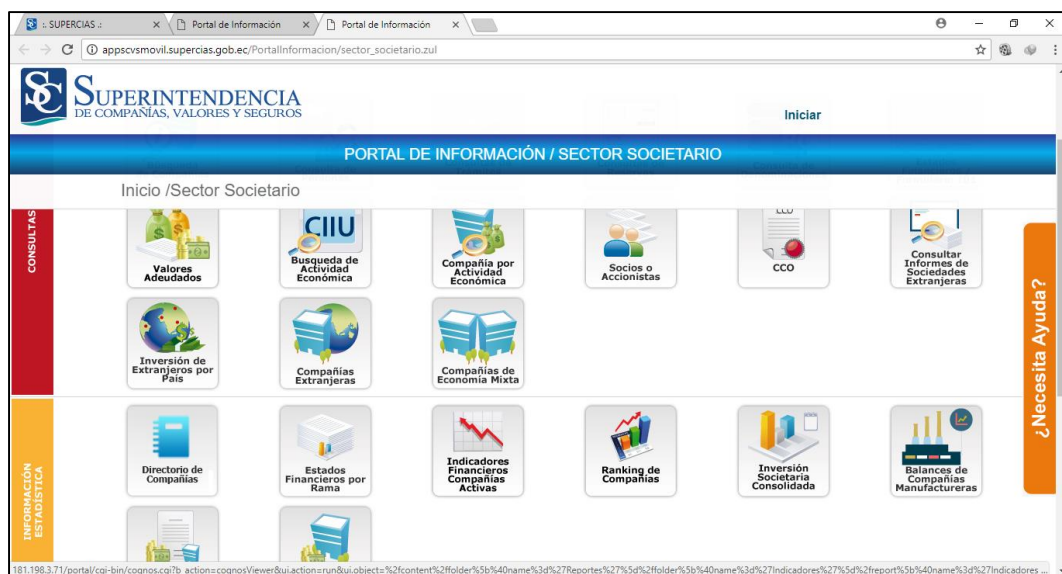 :. SUPERCIAS .:
Portal de Información
Portal de Información
appscvsmovil.supercias.gob.ec/PortalInformacion/sector_societario.zul
SC
SUPERINTENDENCIA
DE COMPAÑÍAS, VALORES Y SEGUROS
Iniciar
PORTAL DE INFORMACIÓN / SECTOR SOCIETARIO
Inicio /Sector Societario
CONSULTAS
Valores
Adeudados
CIIU
Busqueda de
Actividad
Económica
Compañía por
Actividad
Económica
Socios o
Accionistas
CCO
Consultar
Informes de
Sociedades
Extranjeras
Inversión de
Extranjeros por
País
Compañías
Extranjeras
Compañías de
Economía Mixta
¿Necesita Ayuda?
INFORMACIÓN
ESTADÍSTICA
Directorio de
Compañías
Estados
Financieros por
Rama
Indicadores
Financieros
Compañías
Activas
Ranking de
Compañías
Inversión
Societaria
Consolidada
Balances de
Compañías
Manufactureras
181.198.3.71/portal/cgi-bin/cognos.cgi?b_action=cognosViewer&ui.action=run&ui.object=%2fcontent%2ffolder%5b%40name%3d%27Reportes%27%5d%2ffolder%5b%40name%3d%27Indicadores%27%5d%2freport%5b%40name%3d%27Indicadores ...